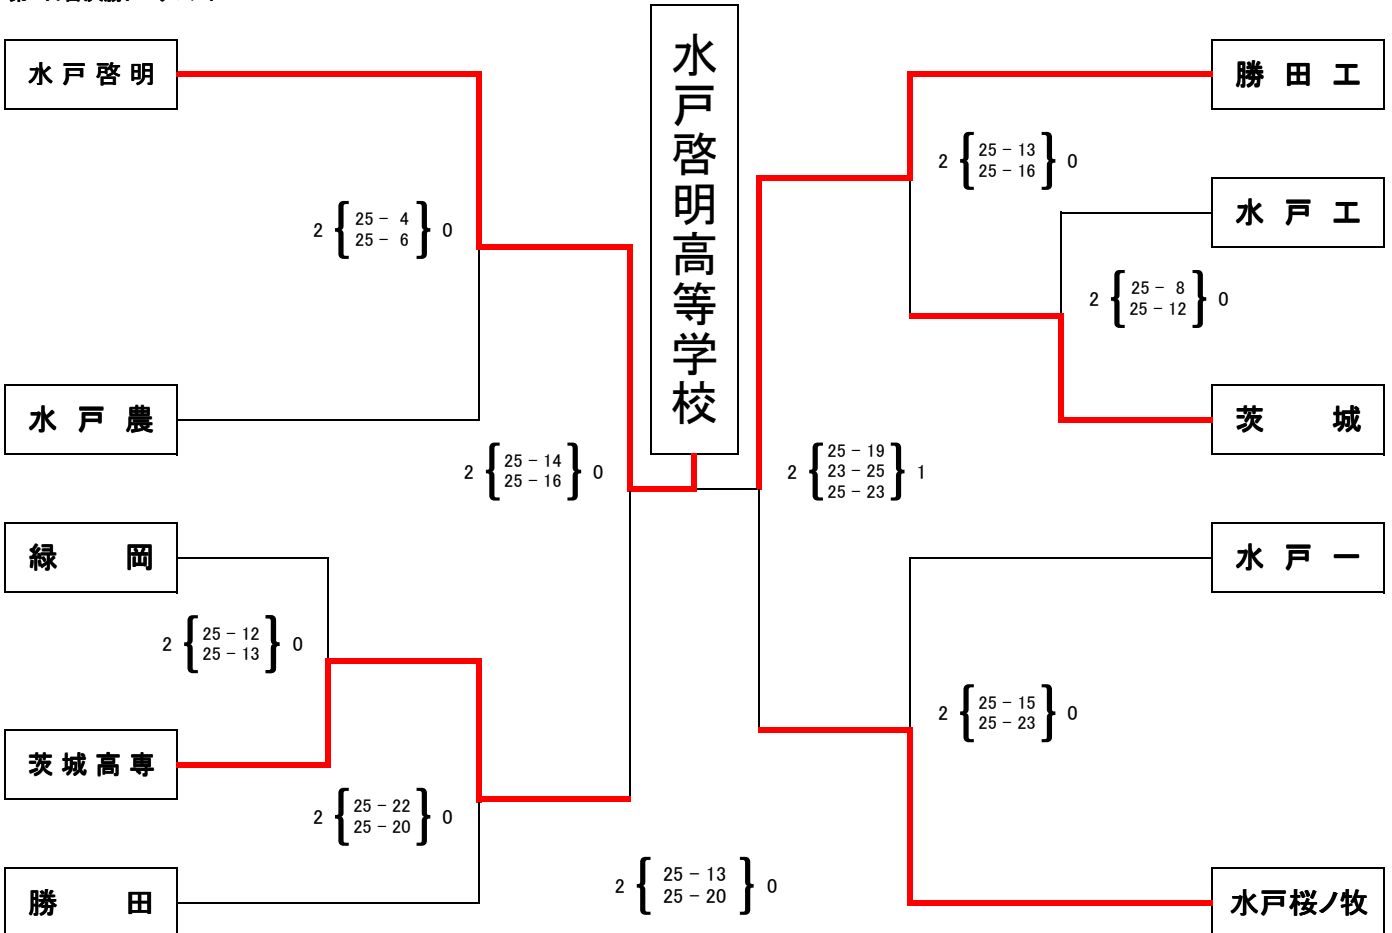 水戸啓明
水戸農
緑岡
茨城高専
勝田
2 { 25 - 4 } 0
25 - 6
2 { 25 - 12 } 0
25 - 13
2 { 25 - 22 } 0
25 - 20
2 { 25 - 14 } 0
25 - 16
水戸啓明高等学校
2 { 25 - 13 } 0
25 - 20
2 { 25 - 19 } 1
23 - 25
25 - 23
2 { 25 - 13 } 0
25 - 16
2 { 25 - 8 } 0
25 - 12
2 { 25 - 15 } 0
25 - 23
勝田工
水戸工
茨城
水戸一
水戸桜ノ牧